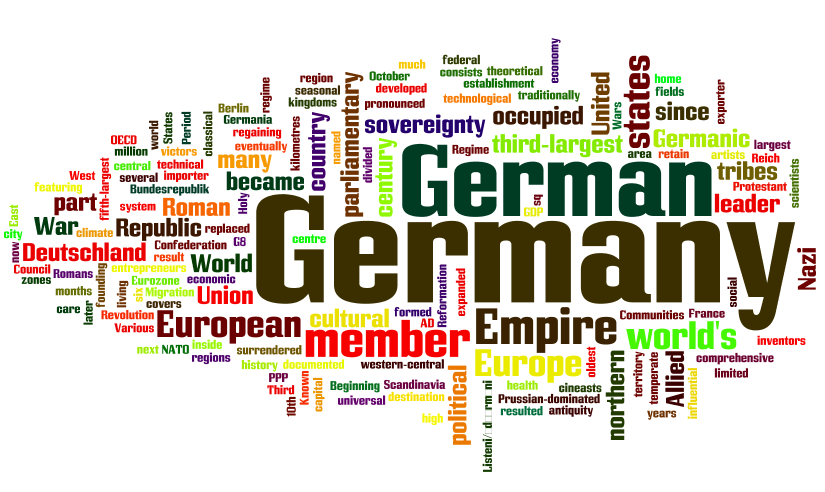 Germany
German
Empire
member
European
Europe
world's
states
sovereignty
occupied
third-largest
United
since
Germanic
tribes
leader
Nazi
Allied
northern
political
cultural
Union
World
Republic
Roman
Deutschland
War
part
many
became
country
parliamentary
century
much
federal
economy
region
October
consists
theoretical
seasonal
developed
establishment
home
kingdoms
pronounced
technological
traditionally
fields
exporter
Wars
regime
Berlin
Germania
regaining
eventually
kilometres
named
divided
Regime
area
retain
artists
largest
Reich
Protestant
scientists
OECD
million
world
States
Period
classical
victors
central
technical
several
importer
West
fifth-largest
featuring
Bundesrepublik
system
Holy
replaced
G8
Confederation
centre
East
city
now
climate
result
Council
Romans
zones
founding
entrepreneurs
economic
Eurozone
months
living
six
Migration
covers
care
later
Revolution
Various
next
NATO
inside
regions
surrendered
history
documented
western-central
formed
AD
Reformation
expanded
sq
GDP
social
Communities
France
inventors
comprehensive
limited
PPP
Third
10th
Known
capital
Beginning
Scandinavia
universal
destination
high
health
cineasts
oldest
Prussian-dominated
resulted
antiquity
territory
temperate
years
Influential